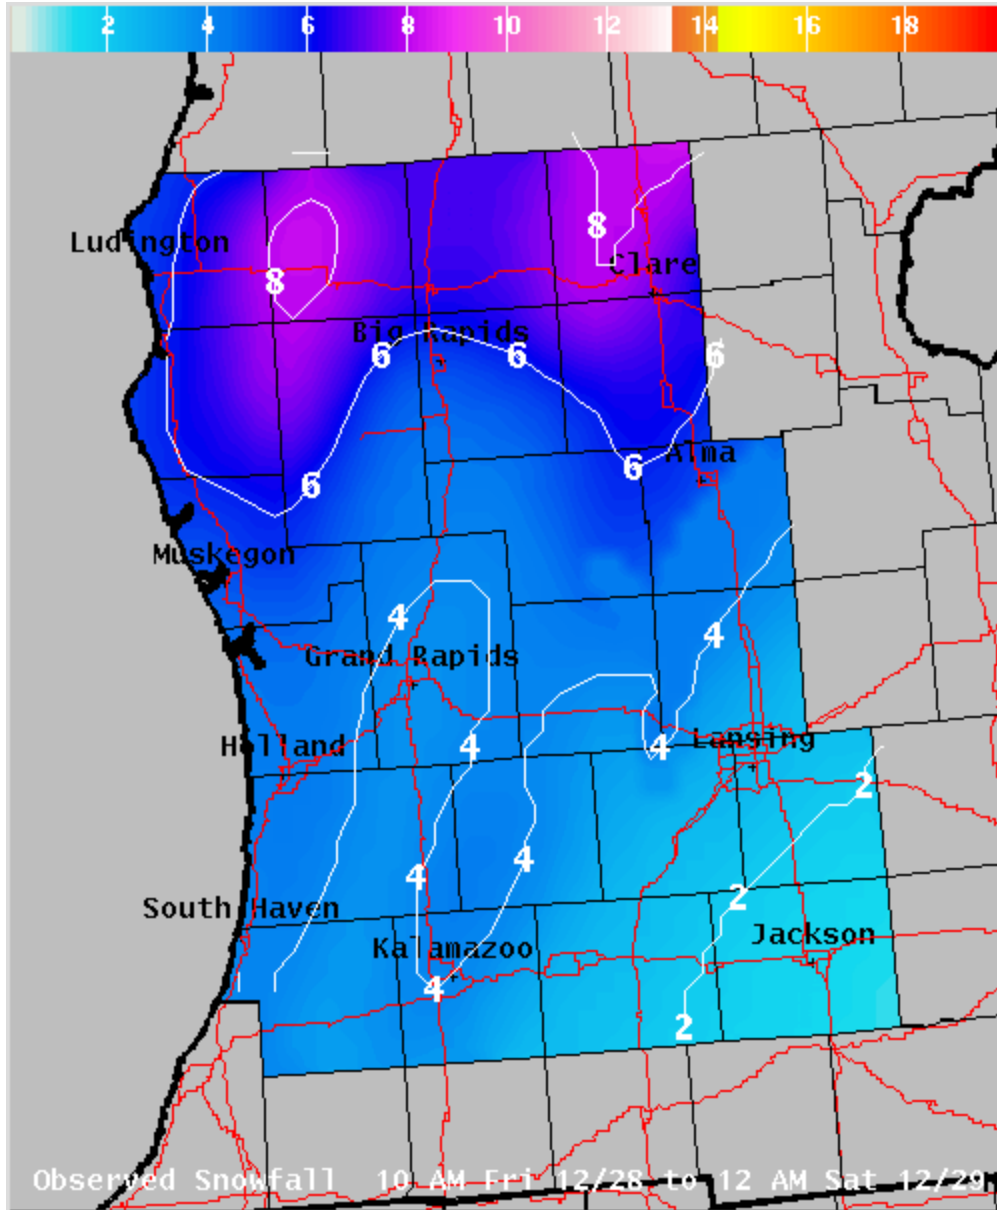 2 4 6 8 10 12 14 16 18
8
Ludington
Clare
8
Big Rapids
6 6 6
Alma
6
6
Muskegon
4
4
Grand Rapids
Lansing
Holland
4 4
2
4
4
2
South Haven
Jackson
Kalamazoo
4
2
Observed Snowfall 10 AM Fri 12/28 to 12 AM Sat 12/29